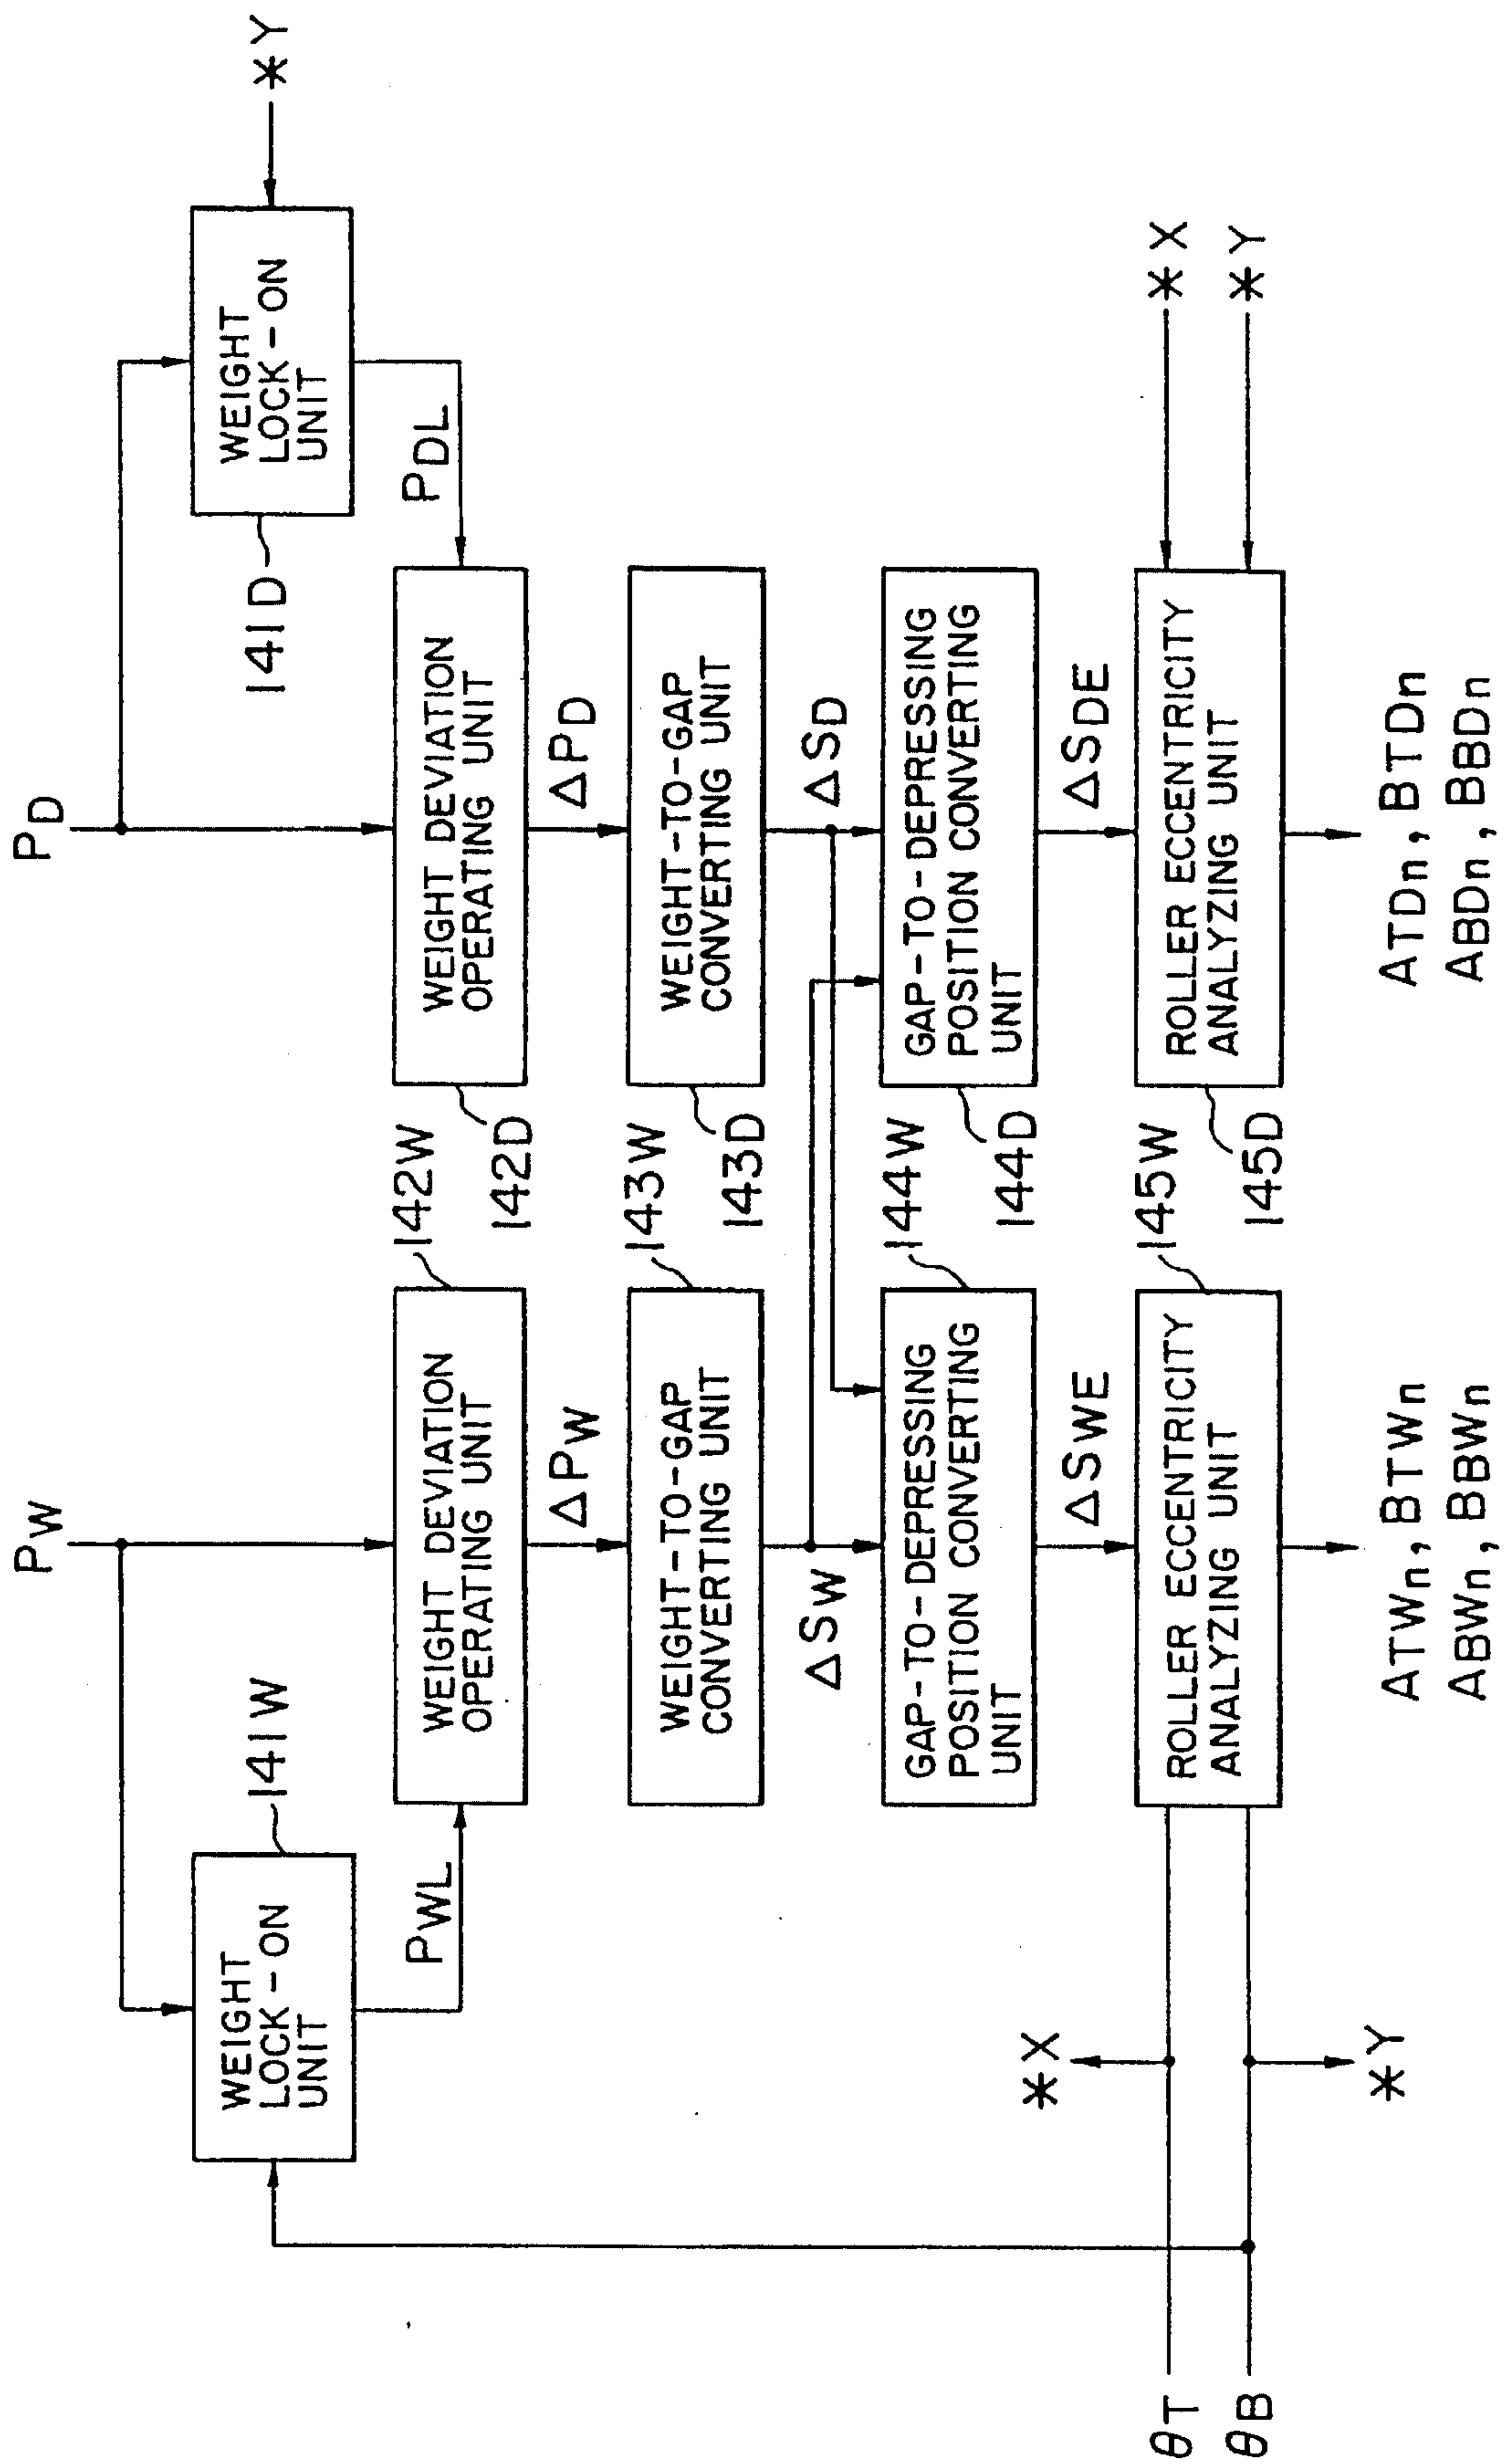 PW
PD
141W
WEIGHT
LOCK-ON
UNIT
WEIGHT
LOCK-ON
UNIT
*Y
141D
PWL
PDL
142W
WEIGHT DEVIATION
OPERATING UNIT
WEIGHT DEVIATION
OPERATING UNIT
142D
ΔPW
ΔPD
143W
WEIGHT-TO-GAP
CONVERTING UNIT
WEIGHT-TO-GAP
CONVERTING UNIT
143D
ΔSW
ΔSD
144W
GAP-TO-DEPRESSING
POSITION CONVERTING
UNIT
GAP-TO-DEPRESSING
POSITION CONVERTING
UNIT
144D
ΔSWE
ΔSDE
*X
145W
θT
θB
ROLLER ECCENTRICITY
ANALYZING UNIT
ROLLER ECCENTRICITY
ANALYZING UNIT
*X
*Y
145D
*Y
ATWn, BTWn
ABWn, BBWn
ATDn, BTDn
ABDn, BBDn